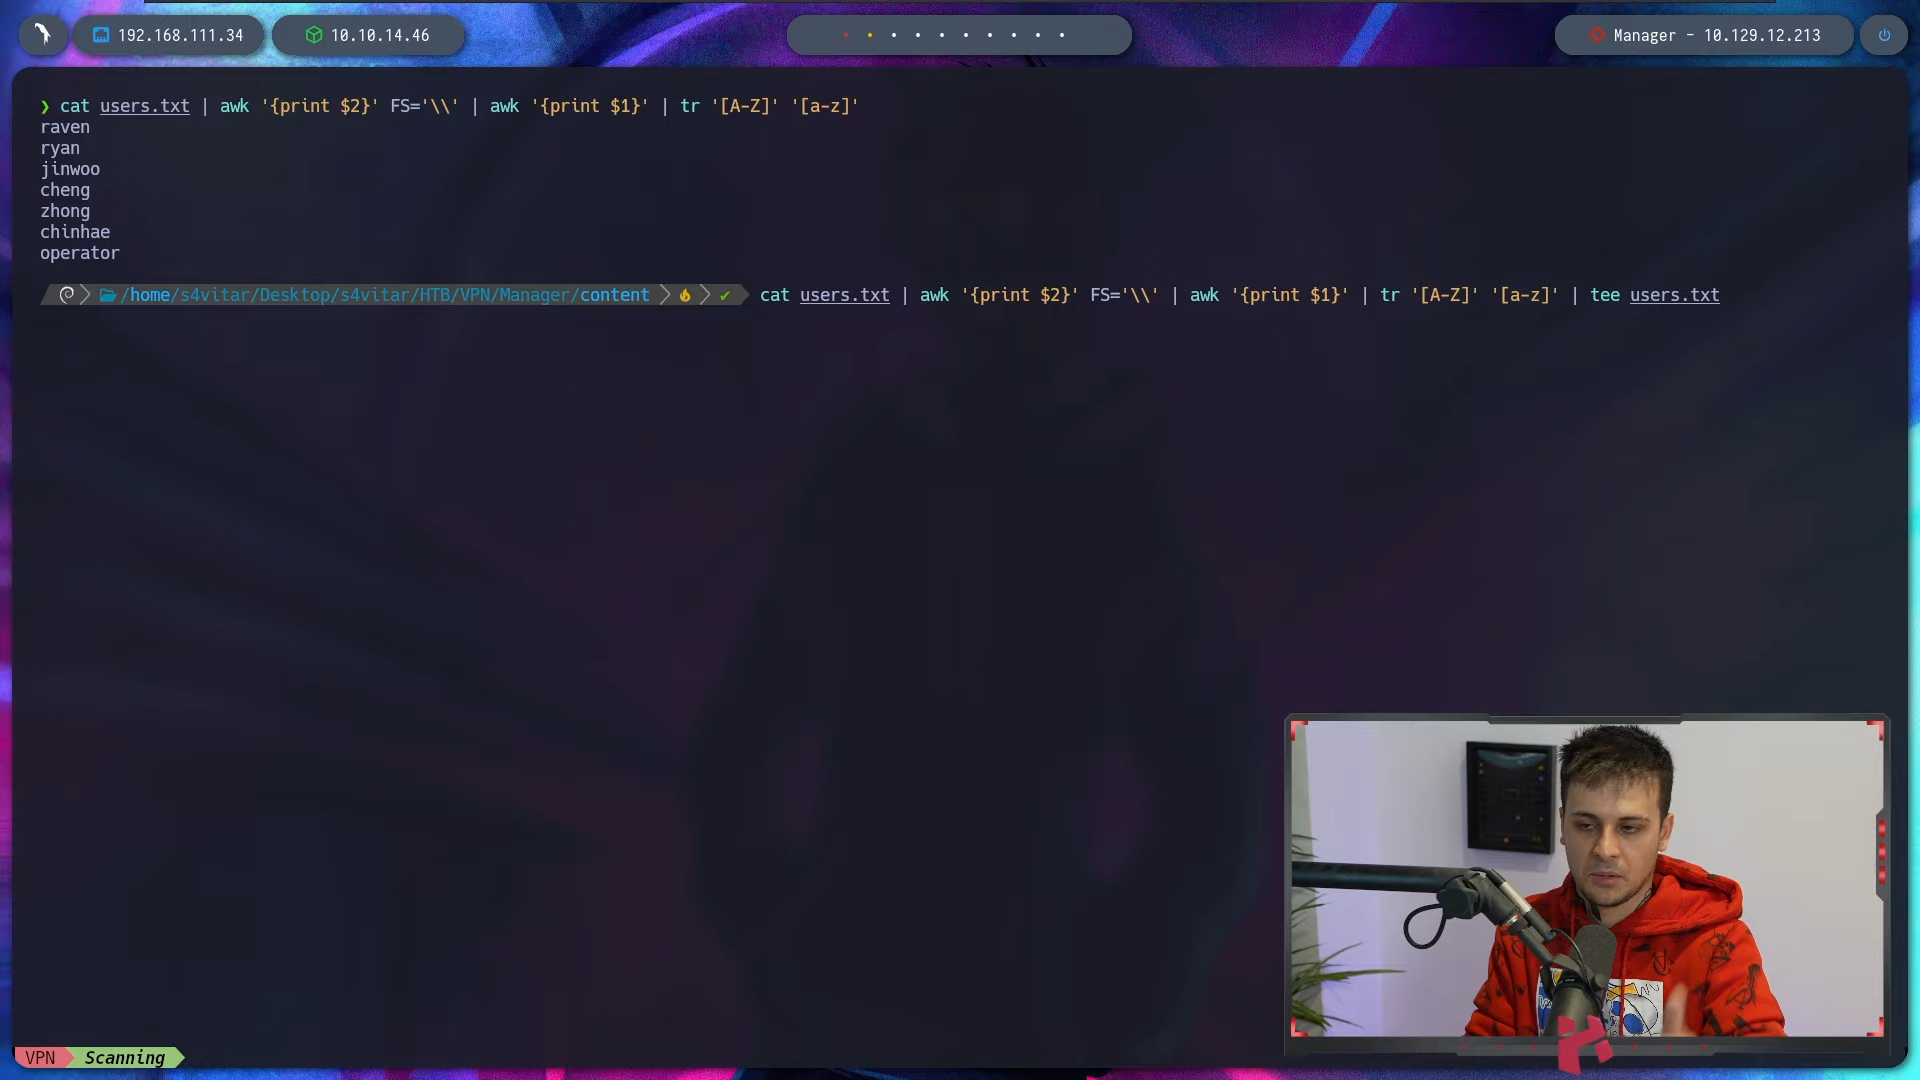 192.168.111.34
10.10.14.46
Manager - 10.129.12.213
❯ cat users.txt | awk '{print $2}' FS='\\' | awk '{print $1}' | tr '[A-Z]' '[a-z]'
raven
ryan
jinwoo
cheng
zhong
chinhae
operator
/home/s4vitar/Desktop/s4vitar/HTB/VPN/Manager/content ✔ cat users.txt | awk '{print $2}' FS='\\' | awk '{print $1}' | tr '[A-Z]' '[a-z]' | tee users.txt
VPN Scanning